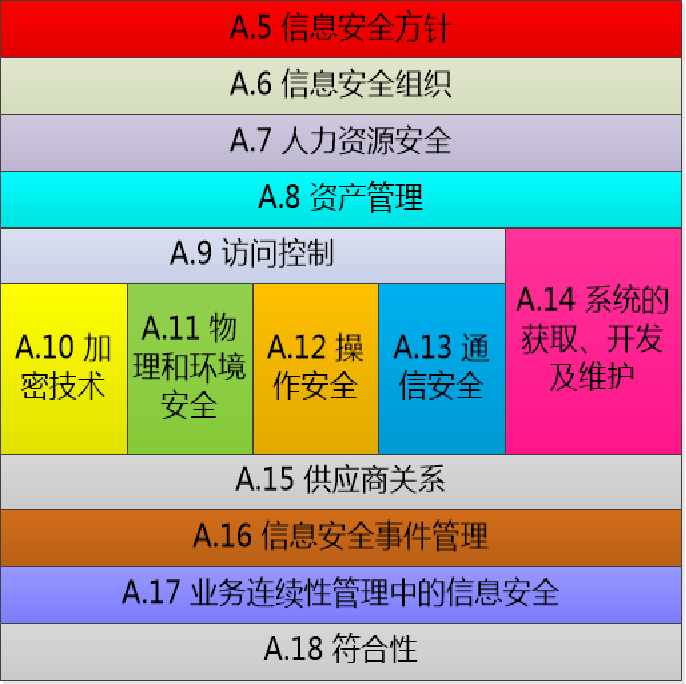 A.5 信息安全方针
A.6 信息安全组织
A.7 人力资源安全
A.8 资产管理
A.9 访问控制
A.10 加
密技术
A.11 物
理和环境
安全
A.12 操
作安全
A.13 通
信安全
A.14 系统的
获取、开发
及维护
A.15 供应商关系
A.16 信息安全事件管理
A.17 业务连续性管理中的信息安全
A.18 符合性